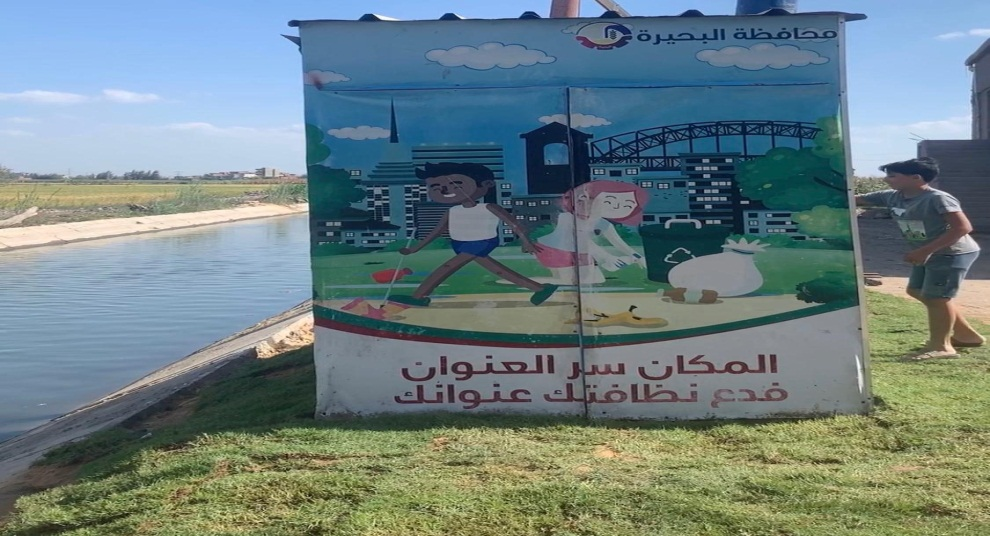 محافظة البحيرة
المكان سر العنوان
فدع نظافتك عنوانك